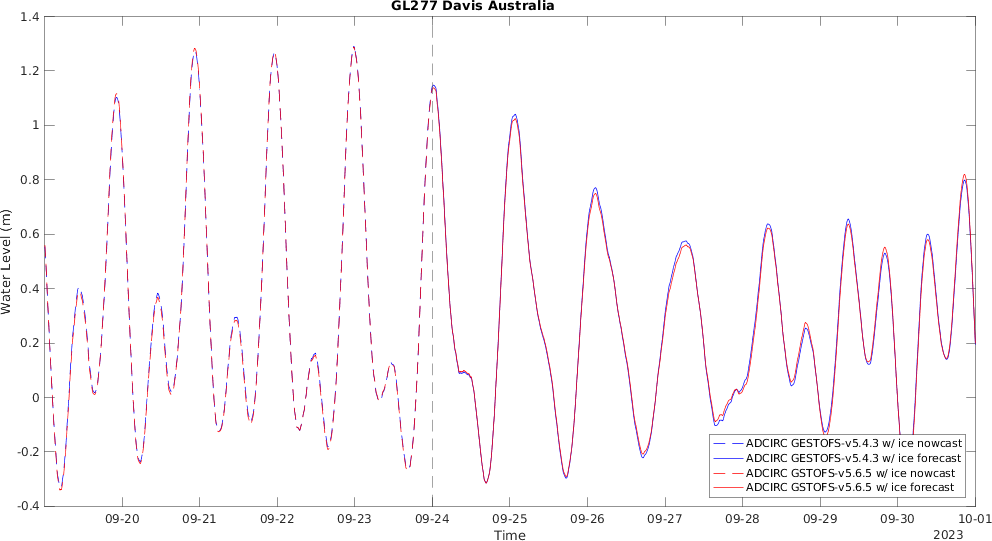 GL277 Davis Australia
Water Level (m)
1.4
1.2
1
0.8
0.6
0.4
0.2
0
-0.2
-0.4
ADCIRC GESTOFS-v5.4.3 w/ ice nowcast
ADCIRC GESTOFS-v5.4.3 w/ ice forecast
ADCIRC GSTOFS-v5.6.5 w/ ice nowcast
ADCIRC GSTOFS-v5.6.5 w/ ice forecast
09-20 09-21 09-22 09-23 09-24 09-25 09-26 09-27 09-28 09-29 09-30 10-01
Time
2023